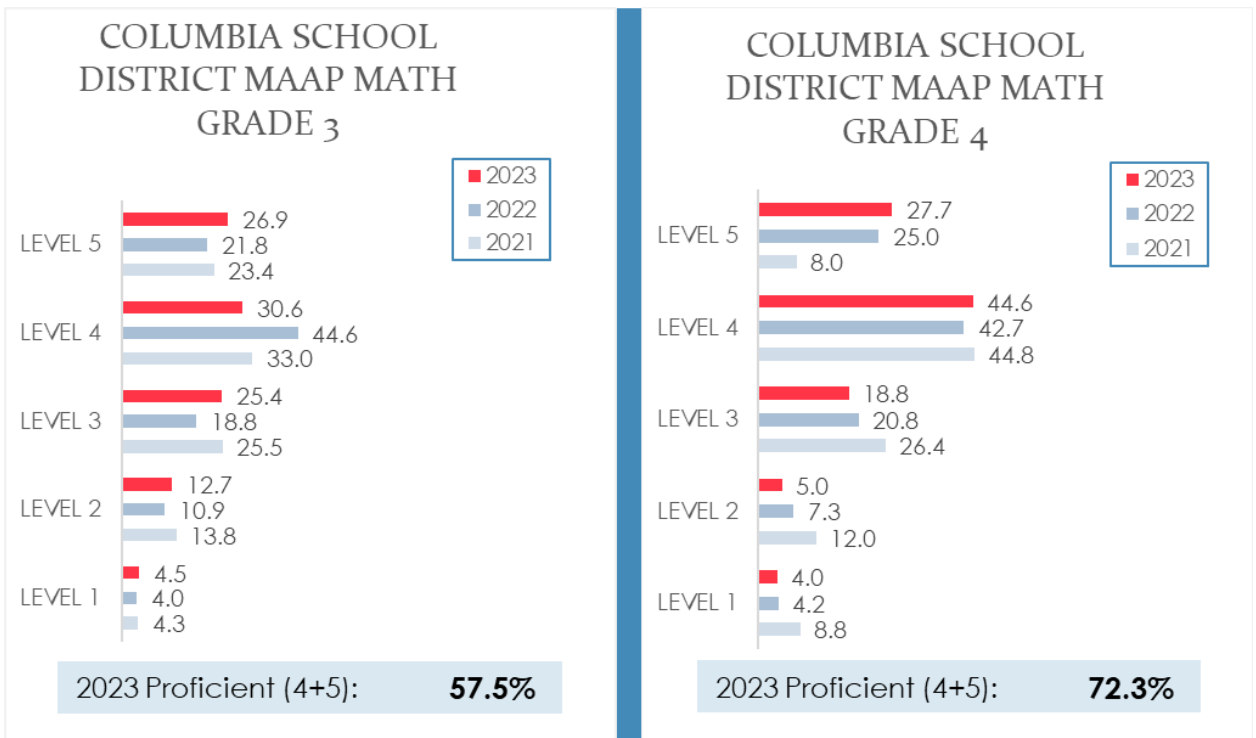 COLUMBIA SCHOOL
DISTRICT MAAP MATH
GRADE 3
2023
2022
2021
LEVEL 5
26.9
21.8
23.4
LEVEL 4
30.6
44.6
33.0
LEVEL 3
25.4
18.8
25.5
LEVEL 2
12.7
10.9
13.8
LEVEL 1
4.5
4.0
4.3
2023 Proficient (4+5): 57.5%
COLUMBIA SCHOOL
DISTRICT MAAP MATH
GRADE 4
2023
2022
2021
LEVEL 5
27.7
25.0
8.0
LEVEL 4
44.6
42.7
44.8
LEVEL 3
18.8
20.8
26.4
LEVEL 2
5.0
7.3
12.0
LEVEL 1
4.0
4.2
8.8
2023 Proficient (4+5): 72.3%